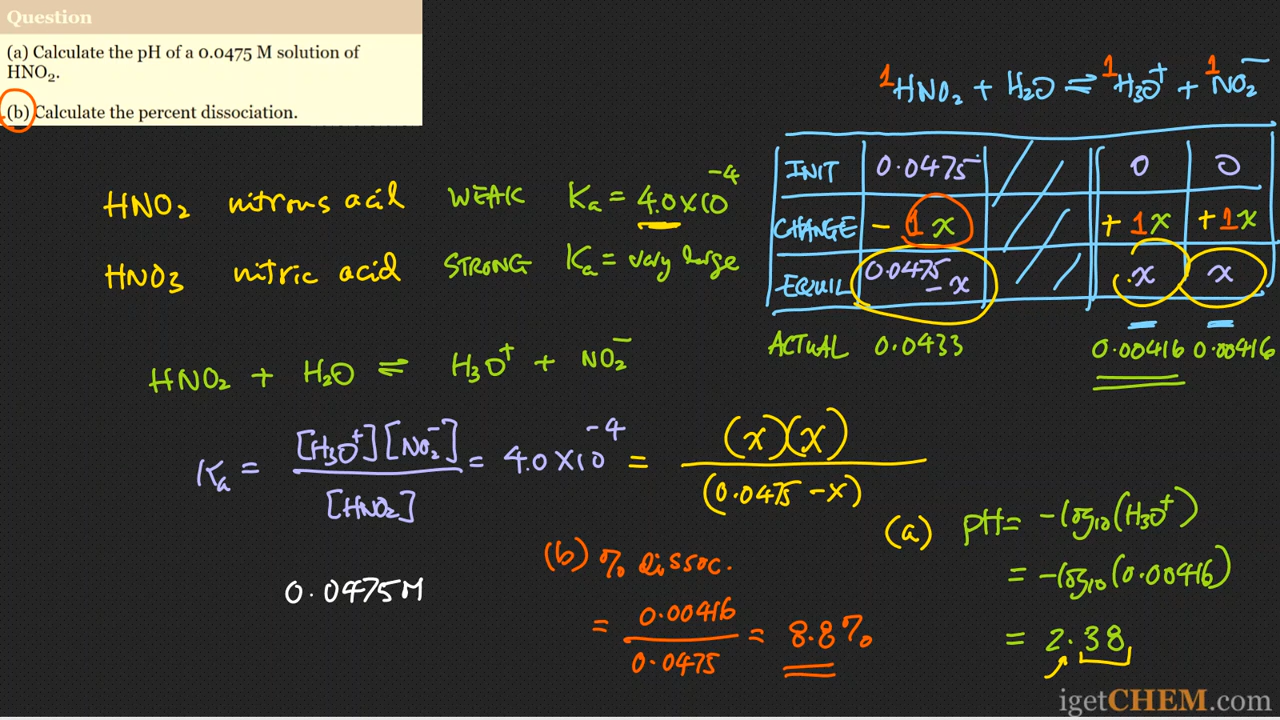 Question
(a) Calculate the pH of a 0.0475 M solution of
HNO₂.
(b) Calculate the percent dissociation.
1HNO₂ + H₂O ⇌ 1H₃O⁺ + 1NO₂⁻
INIT 0.0475 0 0
CHANGE - 1x +1x +1x
EQUIL 0.0475 - x x x
ACTUAL 0.0433 0.00416 0.00416
HNO₂ nitrous acid WEAK Ka = 4.0×10⁻⁴
HNO₃ nitric acid STRONG Ka = very large
HNO₂ + H₂O ⇌ H₃O⁺ + NO₂⁻
Ka = [H₃O⁺][NO₂⁻] / [HNO₂] = 4.0×10⁻⁴ = (x)(x) / (0.0475 - x)
0.0475M
(b) % dissoc.
= 0.00416 / 0.0475 = 8.8%
(a) pH = -log₁₀(H₃O⁺)
= -log₁₀(0.00416)
= 2.38
igetCHEM.com